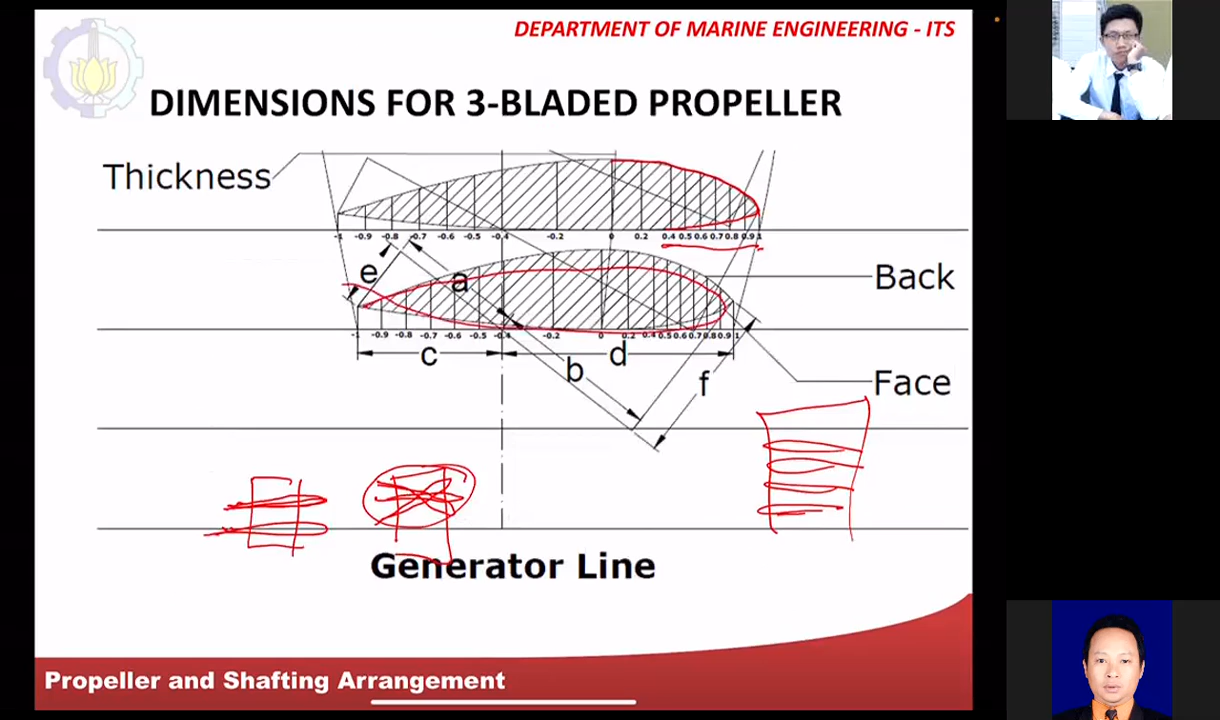 DEPARTMENT OF MARINE ENGINEERING - ITS
DIMENSIONS FOR 3-BLADED PROPELLER
Thickness
-1 -0.9 -0.8 -0.7 -0.6 -0.5 -0.4 -0.2 0 0.2 0.4 0.5 0.6 0.7 0.8 0.9 1
e a
Back
-1 -0.9 -0.8 -0.7 -0.6 -0.5 -0.4 -0.2 0 0.2 0.4 0.5 0.6 0.7 0.8 0.9 1
c b d f
Face
Generator Line
Propeller and Shafting Arrangement